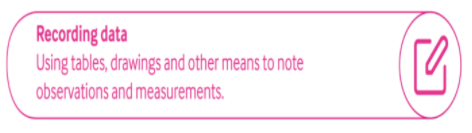 Recording data
Using tables, drawings and other means to note
observations and measurements.